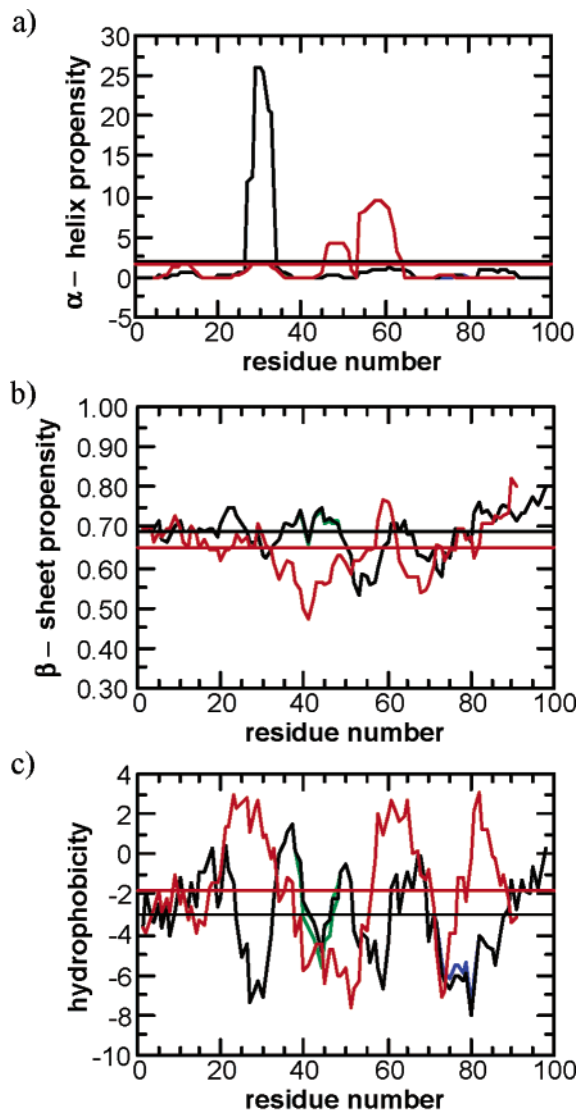 a)
α – helix propensity
30
25
20
15
10
5
0
-5
0 20 40 60 80 100
residue number
b)
β – sheet propensity
1.00
0.90
0.80
0.70
0.60
0.50
0.40
0.30
0 20 40 60 80 100
residue number
c)
hydrophobicity
4
2
0
-2
-4
-6
-8
-10
0 20 40 60 80 100
residue number